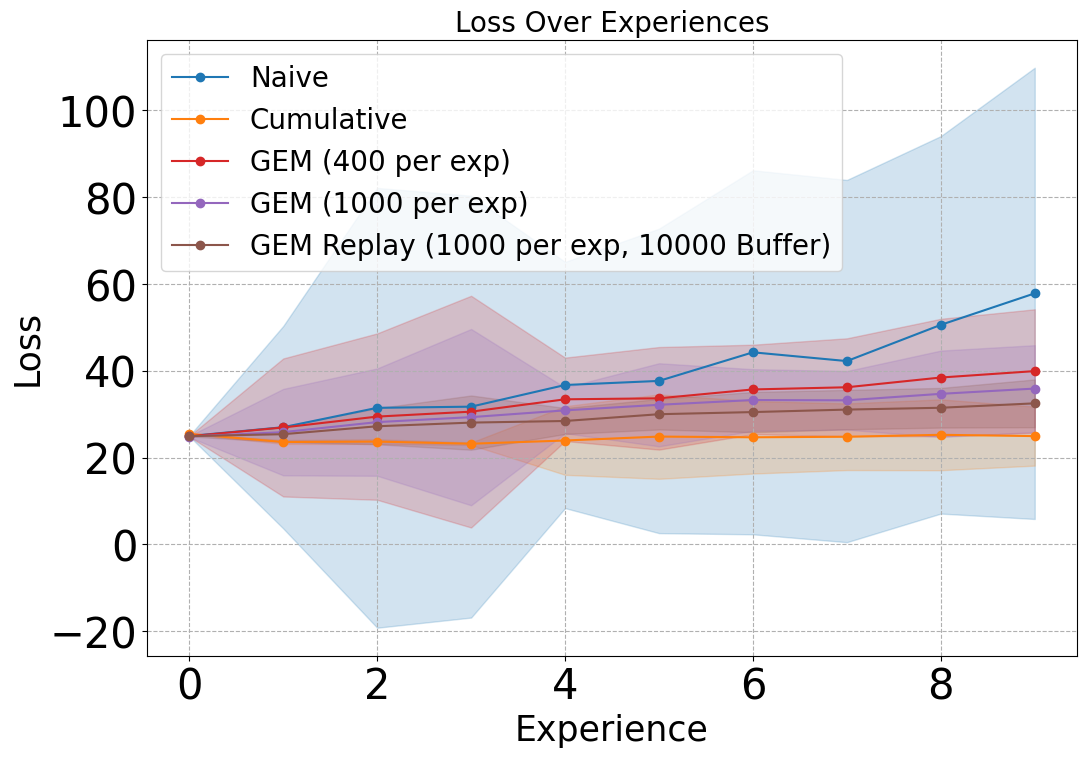 Loss Over Experiences
Naive
Cumulative
GEM (400 per exp)
GEM (1000 per exp)
GEM Replay (1000 per exp, 10000 Buffer)
Loss
100
80
60
40
20
0
−20
0 2 4 6 8
Experience